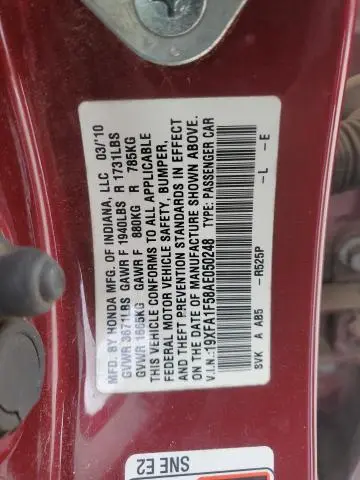 MFD. BY HONDA MFG. OF INDIANA, LLC 03/10
GVWR 3671LBS GAWR F 1940LBS R 1731LBS
GVWR 1665KG GAWR F 880KG R 785KG
THIS VEHICLE CONFORMS TO ALL APPLICABLE
FEDERAL MOTOR VEHICLE SAFETY, BUMPER,
AND THEFT PREVENTION STANDARDS IN EFFECT
ON THE DATE OF MANUFACTURE SHOWN ABOVE.
V.I.N.:19XFA1F58AE050248 TYPE: PASSENGER CAR
SVK A AB5 -R525P -L -E
SNE E2